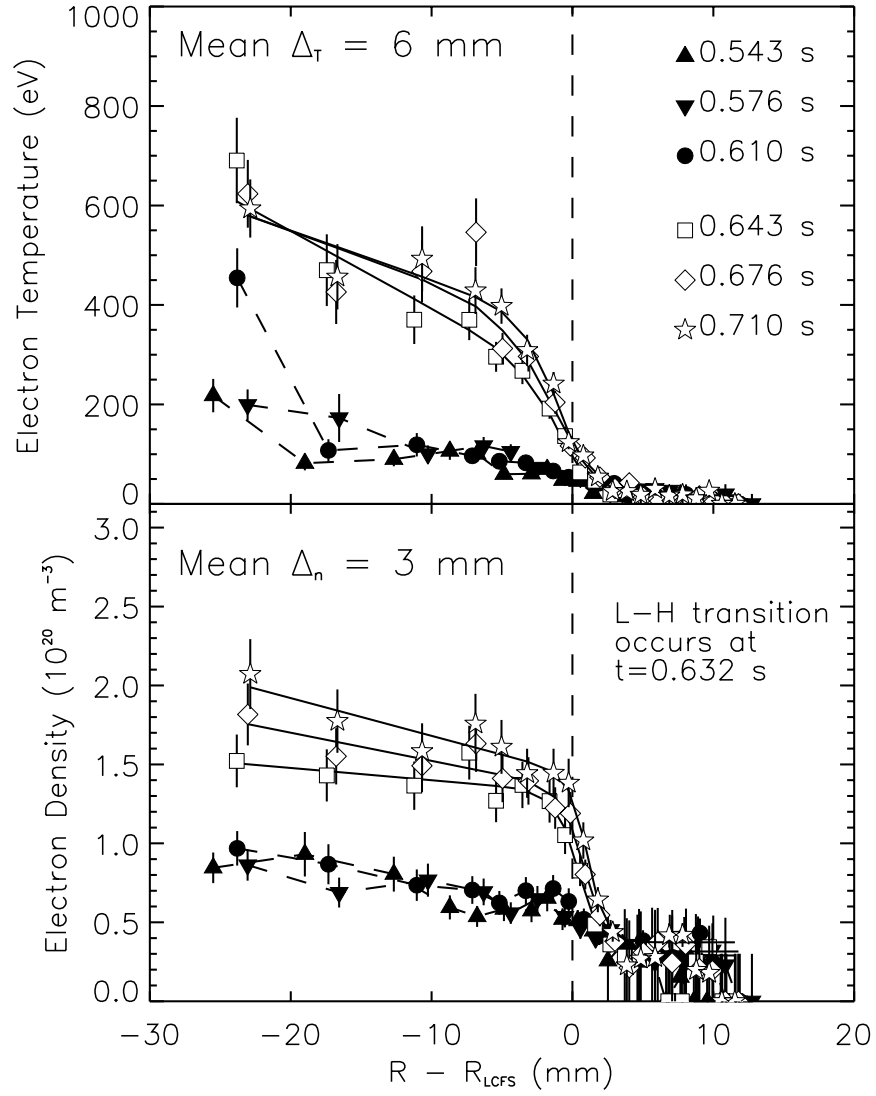 1000
800
600
400
200
0
Electron Temperature (eV)
Mean Δ_T = 6 mm
0.543 s
0.576 s
0.610 s
0.643 s
0.676 s
0.710 s
3.0
2.5
2.0
1.5
1.0
0.5
0.0
Electron Density (10²⁰ m⁻³)
Mean Δₙ = 3 mm
L−H transition
occurs at
t=0.632 s
−30 −20 −10 0 10 20
R − R_LCFS (mm)